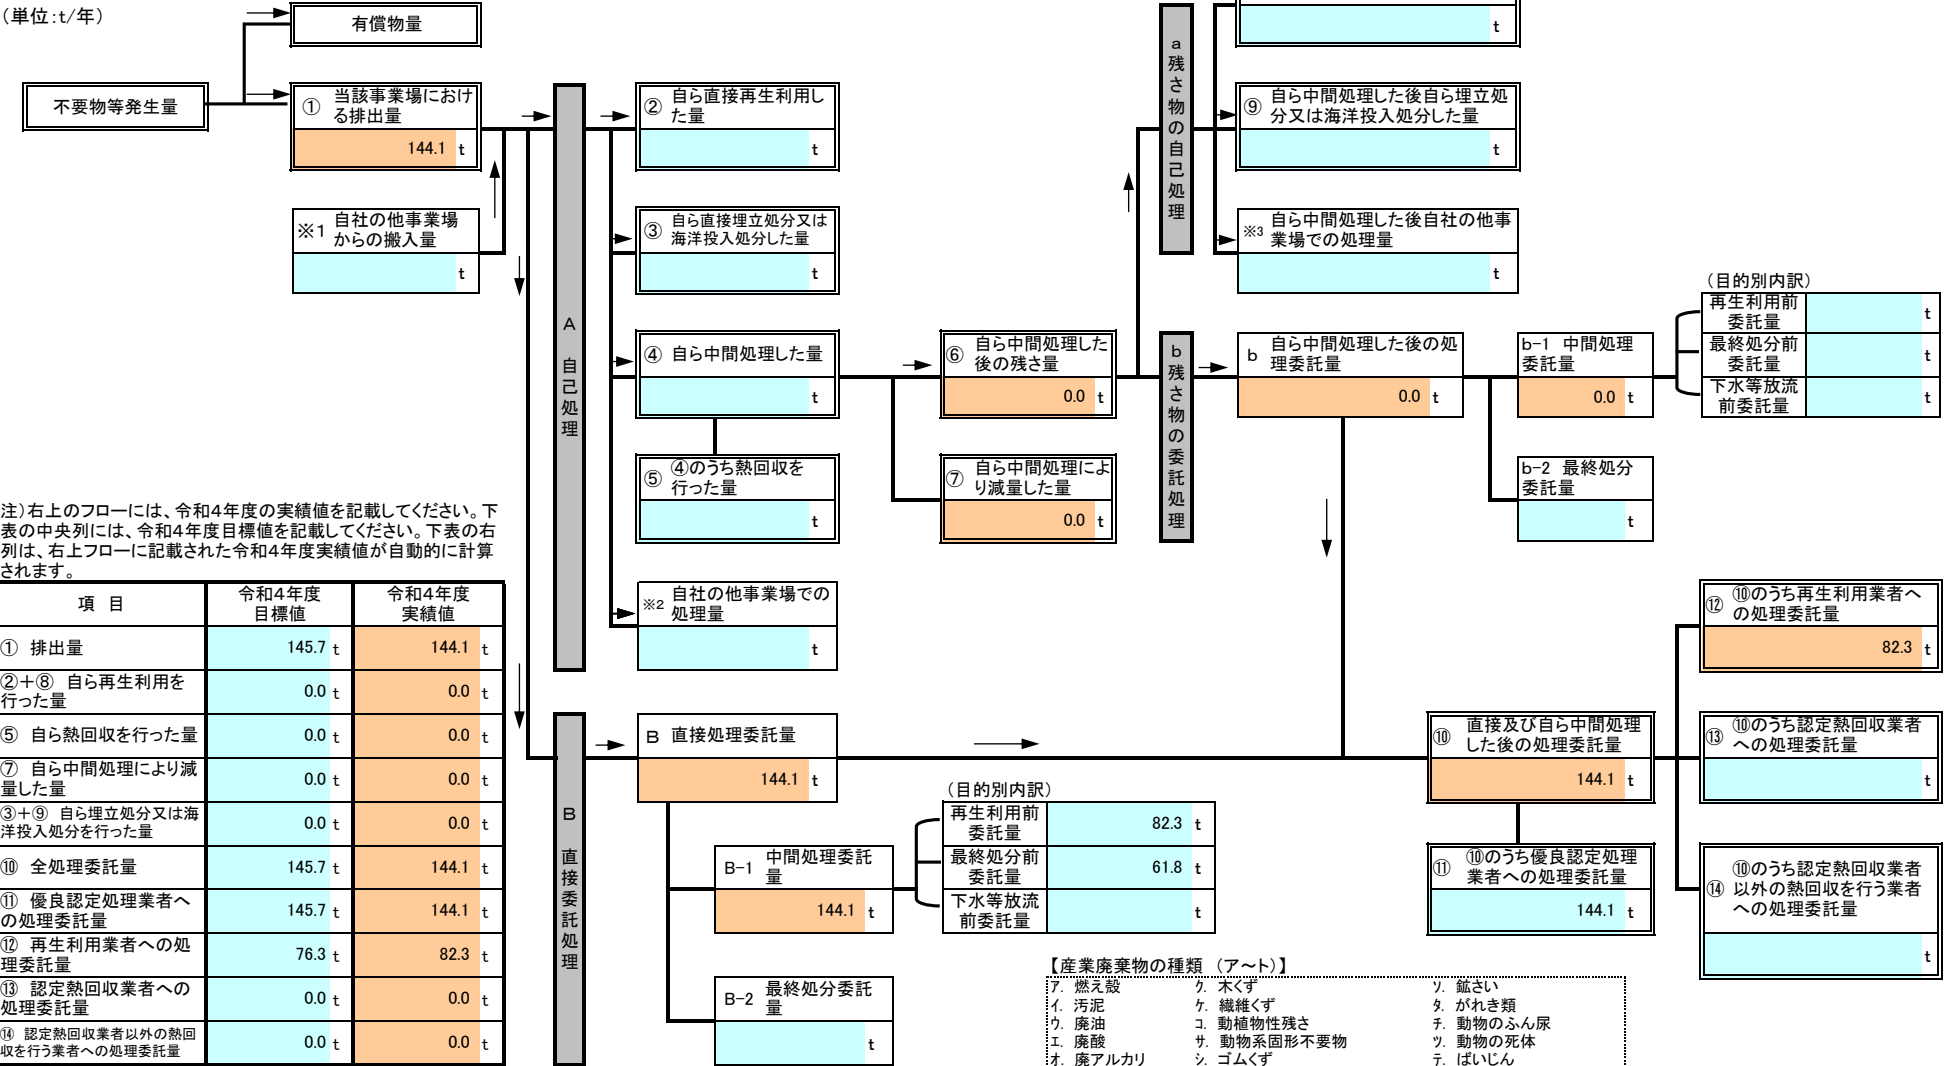 （単位：t/年）
有償物量
不要物等発生量
① 当該事業場におけ
る排出量
144.1 t
※1 自社の他事業場
からの搬入量
t
A 自己処理
② 自ら直接再生利用し
た量
t
③ 自ら直接埋立処分又は
海洋投入処分した量
t
④ 自ら中間処理した量
t
⑤ ④のうち熱回収を
行った量
t
※2 自社の他事業場での
処理量
t
⑥ 自ら中間処理した
後の残さ量
0.0 t
⑦ 自ら中間処理によ
り減量した量
0.0 t
a残さ物の自己処理
t
⑨ 自ら中間処理した後自ら埋立処
分又は海洋投入処分した量
t
※3 自ら中間処理した後自社の他事
業場での処理量
t
b残さ物の委託処理
b 自ら中間処理した後の処
理委託量
0.0 t
b-1 中間処理
委託量
0.0 t
b-2 最終処分
委託量
t
（目的別内訳）
再生利用前
委託量
t
最終処分前
委託量
t
下水等放流
前委託量
t
注）右上のフローには、令和４年度の実績値を記載してください。下
表の中央列には、令和４年度目標値を記載してください。下表の右
列は、右上フローに記載された令和４年度実績値が自動的に計算
されます。
項 目 令和４年度
目標値 令和４年度
実績値
① 排出量 145.7 t 144.1 t
②＋⑧ 自ら再生利用を
行った量 0.0 t 0.0 t
⑤ 自ら熱回収を行った量 0.0 t 0.0 t
⑦ 自ら中間処理により減
量した量 0.0 t 0.0 t
③＋⑨ 自ら埋立処分又は海
洋投入処分を行った量 0.0 t 0.0 t
⑩ 全処理委託量 145.7 t 144.1 t
⑪ 優良認定処理業者へ
の処理委託量 145.7 t 144.1 t
⑫ 再生利用業者への処
理委託量 76.3 t 82.3 t
⑬ 認定熱回収業者への
処理委託量 0.0 t 0.0 t
⑭ 認定熱回収業者以外の熱回
収を行う業者への処理委託量 0.0 t 0.0 t
B 直接委託処理
B 直接処理委託量
144.1 t
B-1 中間処理委託
量
144.1 t
B-2 最終処分委託
量
t
（目的別内訳）
再生利用前
委託量
82.3 t
最終処分前
委託量
61.8 t
下水等放流
前委託量
t
⑩ 直接及び自ら中間処理
した後の処理委託量
144.1 t
⑪ ⑩のうち優良認定処理
業者への処理委託量
144.1 t
⑫ ⑩のうち再生利用業者へ
の処理委託量
82.3 t
⑬ ⑩のうち認定熱回収業者
への処理委託量
t
⑭ ⑩のうち認定熱回収業者
以外の熱回収を行う業者
への処理委託量
t
【産業廃棄物の種類 （ア～ト）】
ア. 燃え殻 ク. 木くず ソ. 鉱さい
イ. 汚泥 ケ. 繊維くず タ. がれき類
ウ. 廃油 コ. 動植物性残さ チ. 動物のふん尿
エ. 廃酸 サ. 動物系固形不要物 ツ. 動物の死体
オ. 廃アルカリ シ. ゴムくず テ. ばいじん